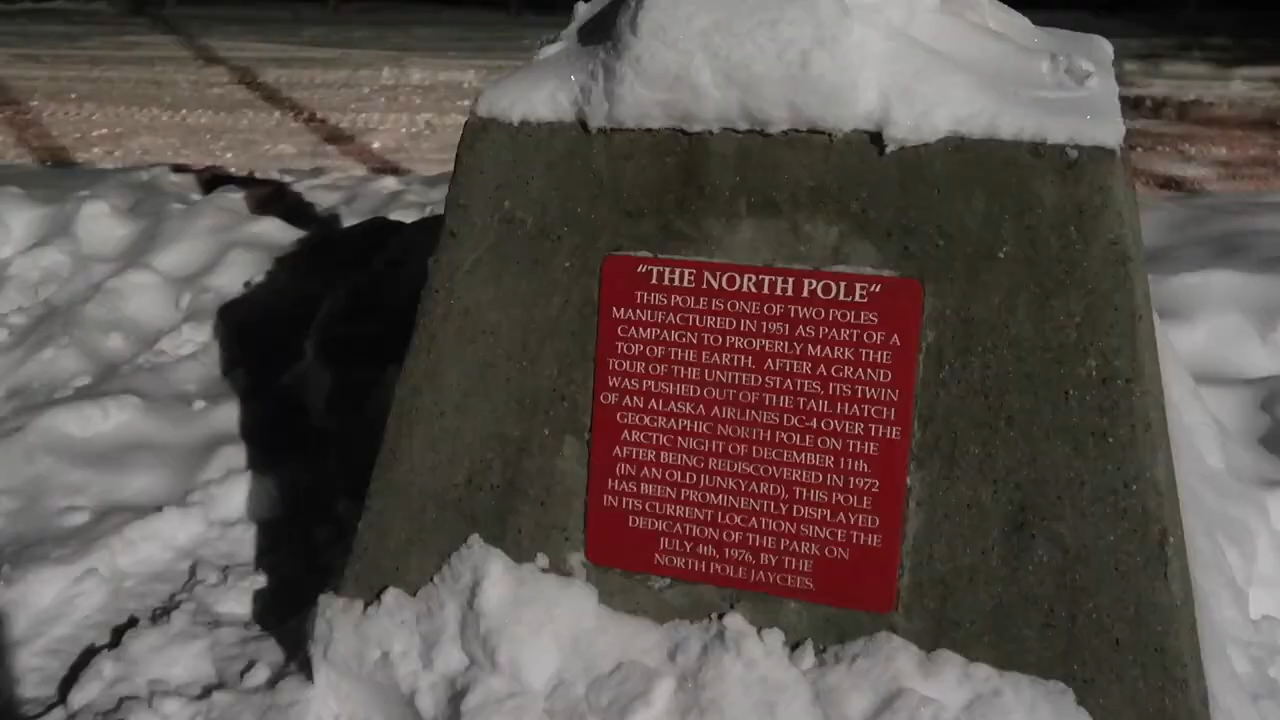 "THE NORTH POLE"
THIS POLE IS ONE OF TWO POLES
MANUFACTURED IN 1951 AS PART OF A
CAMPAIGN TO PROPERLY MARK THE
TOP OF THE EARTH. AFTER A GRAND
TOUR OF THE UNITED STATES, ITS TWIN
WAS PUSHED OUT OF THE TAIL HATCH
OF AN ALASKA AIRLINES DC-4 OVER THE
GEOGRAPHIC NORTH POLE ON THE
ARCTIC NIGHT OF DECEMBER 11th.
AFTER BEING REDISCOVERED IN 1972
(IN AN OLD JUNKYARD), THIS POLE
HAS BEEN PROMINENTLY DISPLAYED
IN ITS CURRENT LOCATION SINCE THE
DEDICATION OF THE PARK ON
JULY 4th, 1976, BY THE
NORTH POLE JAYCEES.